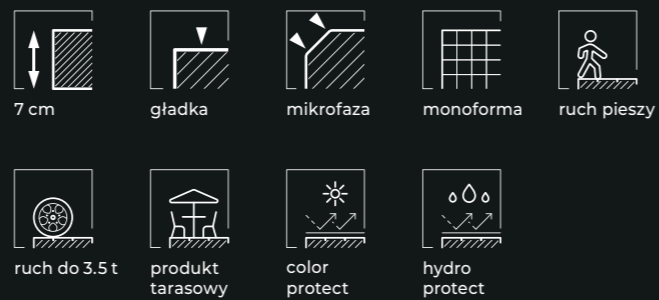 7 cm
gładka
mikrofaza
monoforma
ruch pieszy
ruch do 3.5 t
produkt
tarasowy
color
protect
hydro
protect